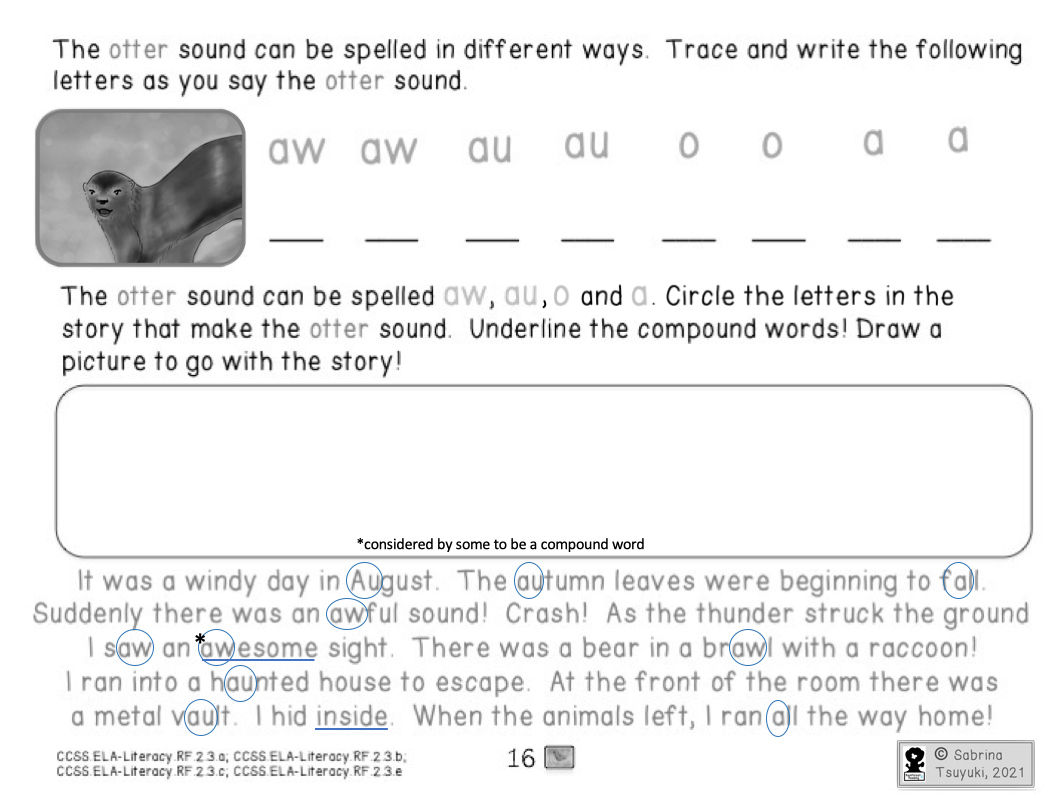 The otter sound can be spelled in different ways. Trace and write the following
letters as you say the otter sound.
aw aw au au o o a a
The otter sound can be spelled aw, au, o and a. Circle the letters in the
story that make the otter sound. Underline the compound words! Draw a
picture to go with the story!
*considered by some to be a compound word
It was a windy day in August. The autumn leaves were beginning to fall.
Suddenly there was an awful sound! Crash! As the thunder struck the ground
I saw an *awesome sight. There was a bear in a brawl with a raccoon!
I ran into a haunted house to escape. At the front of the room there was
a metal vault. I hid inside. When the animals left, I ran all the way home!
CCSS.ELA-Literacy.RF.2.3.a; CCSS.ELA-Literacy.RF.2.3.b;
CCSS.ELA-Literacy.RF.2.3.c; CCSS.ELA-Literacy.RF.2.3.e
16
© Sabrina
Tsuyuki, 2021